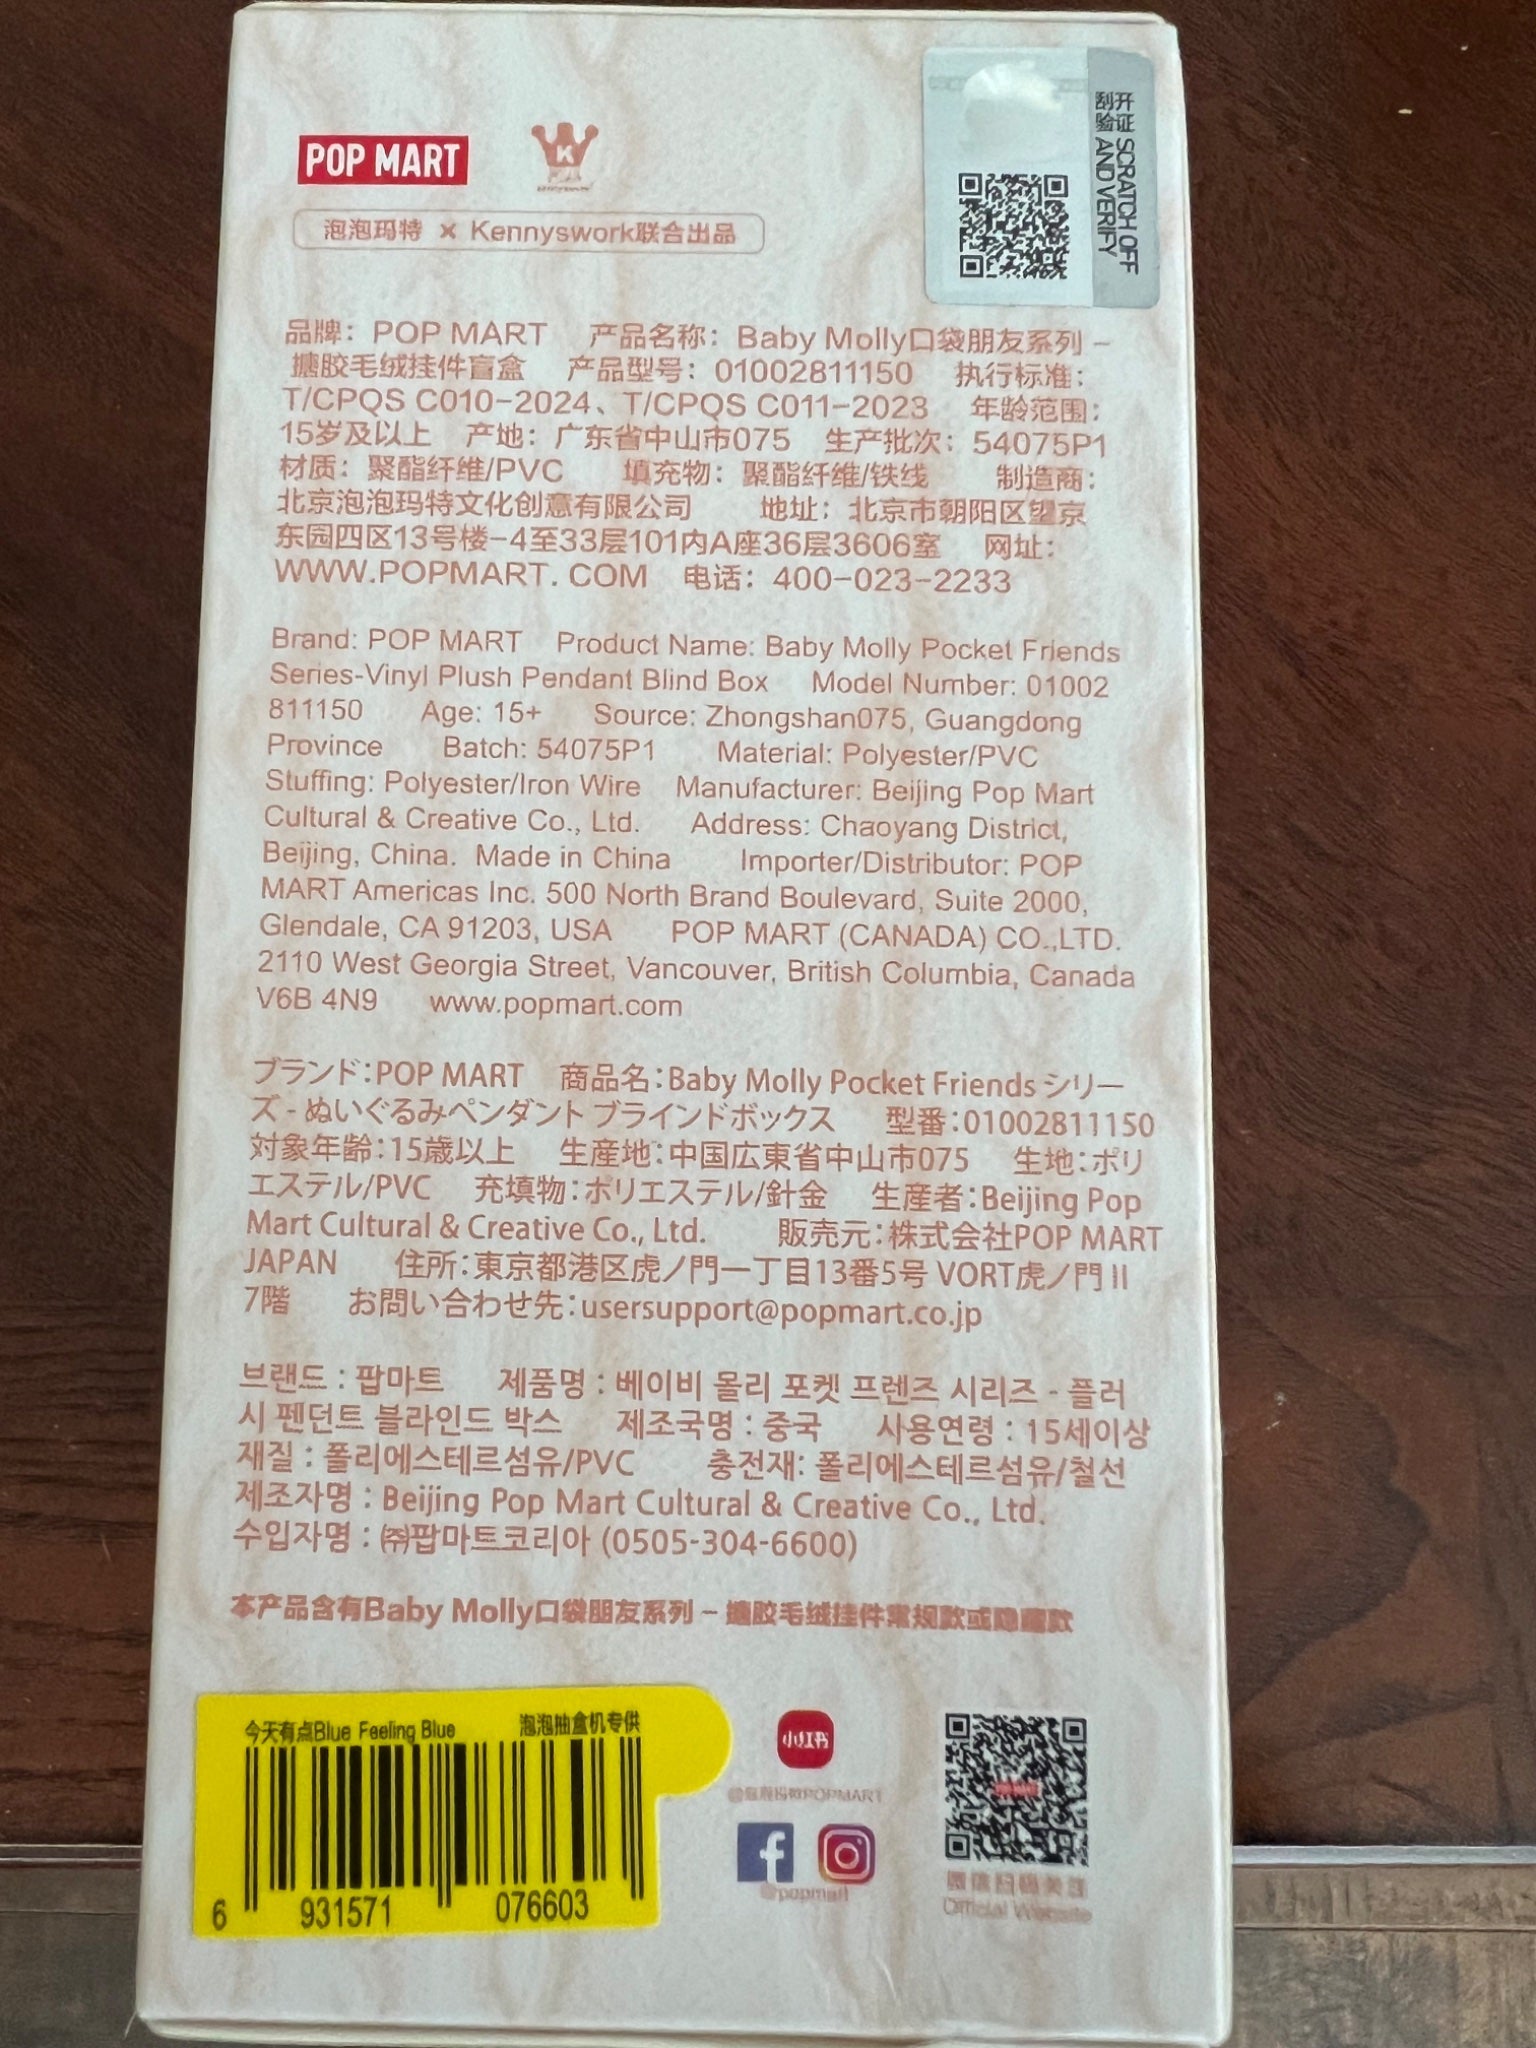 POP MART
K
泡泡玛特 × Kennyswork联合出品
刮开
验证 SCRATCH OFF
AND VERIFY
品牌：POP MART 产品名称：Baby Molly口袋朋友系列－
搪胶毛绒挂件盲盒 产品型号：01002811150 执行标准：
T/CPQS C010-2024、T/CPQS C011-2023 年龄范围：
15岁及以上 产地：广东省中山市075 生产批次：54075P1
材质：聚酯纤维/PVC 填充物：聚酯纤维/铁线 制造商：
北京泡泡玛特文化创意有限公司 地址：北京市朝阳区望京
东园四区13号楼-4至33层101内A座36层3606室 网址：
WWW.POPMART. COM 电话：400-023-2233
Brand: POP MART Product Name: Baby Molly Pocket Friends
Series-Vinyl Plush Pendant Blind Box Model Number: 01002
811150 Age: 15+ Source: Zhongshan075, Guangdong
Province Batch: 54075P1 Material: Polyester/PVC
Stuffing: Polyester/Iron Wire Manufacturer: Beijing Pop Mart
Cultural & Creative Co., Ltd. Address: Chaoyang District,
Beijing, China. Made in China Importer/Distributor: POP
MART Americas Inc. 500 North Brand Boulevard, Suite 2000,
Glendale, CA 91203, USA POP MART (CANADA) CO.,LTD.
2110 West Georgia Street, Vancouver, British Columbia, Canada
V6B 4N9 www.popmart.com
ブランド：POP MART 商品名：Baby Molly Pocket Friends シリー
ズ - ぬいぐるみペンダント ブラインドボックス 型番：01002811150
対象年齢：15歳以上 生産地：中国広東省中山市075 生地：ポリ
エステル/PVC 充填物：ポリエステル/針金 生産者：Beijing Pop
Mart Cultural & Creative Co., Ltd. 販売元：株式会社POP MART
JAPAN 住所：東京都港区虎ノ門一丁目13番5号 VORT虎ノ門 II
7階 お問い合わせ先：usersupport@popmart.co.jp
브랜드 : 팝마트 제품명 : 베이비 몰리 포켓 프렌즈 시리즈 - 플러
시 펜던트 블라인드 박스 제조국명 : 중국 사용연령 : 15세이상
재질 : 폴리에스테르섬유/PVC 충전재: 폴리에스테르섬유/철선
제조자명 : Beijing Pop Mart Cultural & Creative Co., Ltd.
수입자명 : ㈜팝마트코리아 (0505-304-6600)
本产品含有Baby Molly口袋朋友系列－搪胶毛绒挂件常规款或隐藏款
今天有点Blue Feeling Blue 泡泡抽盒机专供
6 931571 076603
小红书
@泡泡玛特POPMART
@popmart
Official Website